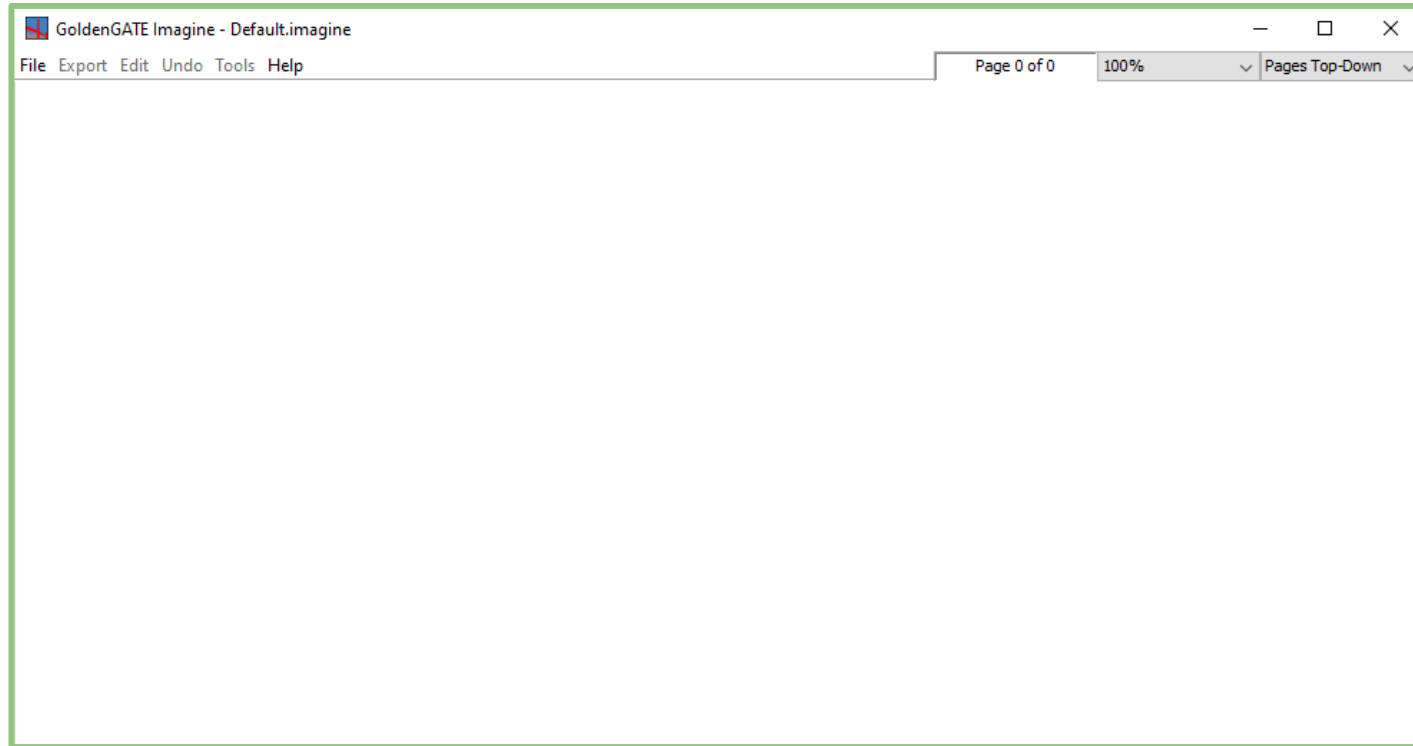 GoldenGATE Imagine - Default.imagine
File Export Edit Undo Tools Help Page 0 of 0 100% Pages Top-Down